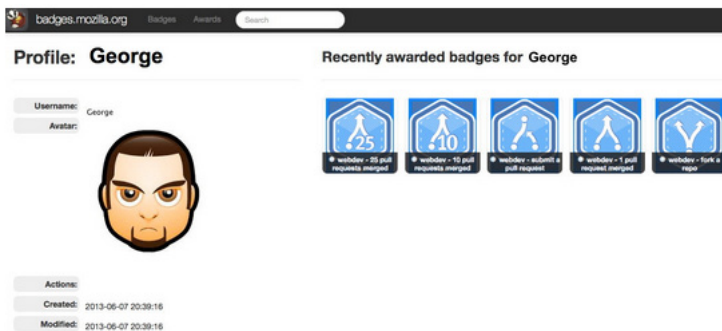 badges.mozilla.org Badges Awards Search
Profile: George
Recently awarded badges for George
Username: George
Avatar:
25
webdev - 25 pull
requests merged
10
webdev - 10 pull
requests merged
webdev - submit a
pull request
webdev - 1 pull
request merged
webdev - fork a
repo
Actions:
Created: 2013-06-07 20:39:16
Modified: 2013-06-07 20:39:16